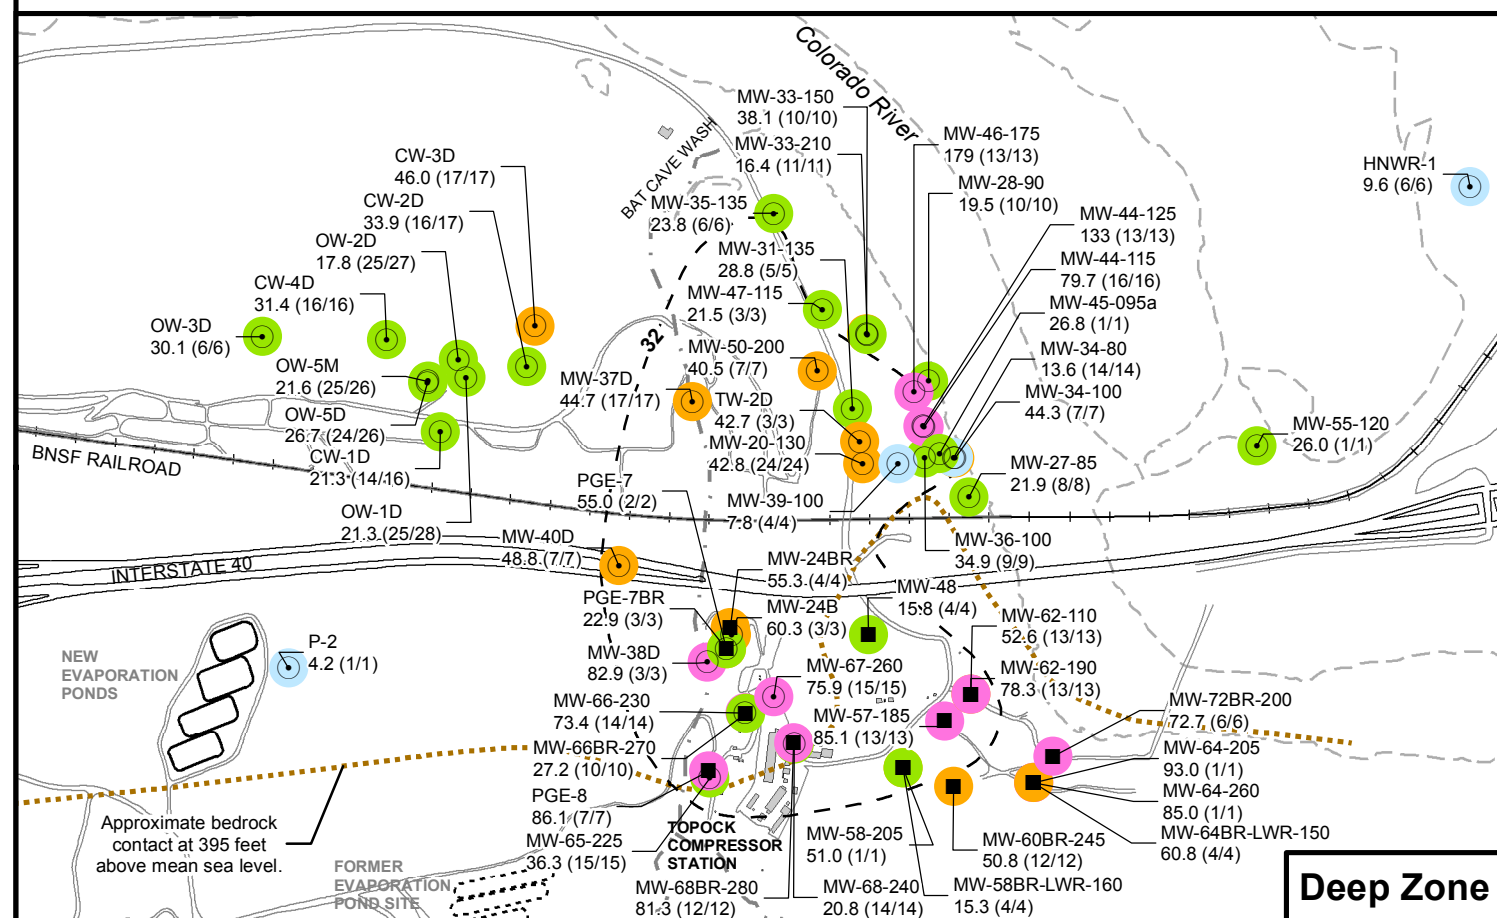 Colorado River
MW-33-150
38.1 (10/10)
MW-33-210
16.4 (11/11)
MW-46-175
179 (13/13)
MW-28-90
19.5 (10/10)
HNWR-1
9.6 (6/6)
CW-3D
46.0 (17/17)
CW-2D
33.9 (16/17)
OW-2D
17.8 (25/27)
CW-4D
31.4 (16/16)
OW-3D
30.1 (6/6)
OW-5M
21.6 (25/26)
OW-5D
26.7 (24/26)
CW-1D
21.3 (14/16)
OW-1D
21.3 (25/28)
BAT CAVE WASH
MW-35-135
23.8 (6/6)
MW-31-135
28.8 (5/5)
MW-47-115
21.5 (3/3)
MW-44-125
133 (13/13)
MW-44-115
79.7 (16/16)
MW-45-095a
26.8 (1/1)
MW-34-80
13.6 (14/14)
MW-34-100
44.3 (7/7)
32
MW-50-200
40.5 (7/7)
MW-37D
44.7 (17/17)
TW-2D
42.7 (3/3)
MW-20-130
42.8 (24/24)
MW-55-120
26.0 (1/1)
MW-27-85
21.9 (8/8)
BNSF RAILROAD
PGE-7
55.0 (2/2)
MW-39-100
7.8 (4/4)
MW-36-100
34.9 (9/9)
MW-40D
48.8 (7/7)
INTERSTATE 40
MW-24BR
55.3 (4/4)
MW-48
15.8 (4/4)
PGE-7BR
22.9 (3/3)
MW-24B
60.3 (3/3)
MW-62-110
52.6 (13/13)
P-2
4.2 (1/1)
NEW
EVAPORATION
PONDS
MW-38D
82.9 (3/3)
MW-67-260
75.9 (15/15)
MW-62-190
78.3 (13/13)
MW-66-230
73.4 (14/14)
MW-57-185
85.1 (13/13)
MW-72BR-200
72.7 (6/6)
MW-66BR-270
27.2 (10/10)
MW-64-205
93.0 (1/1)
MW-64-260
85.0 (1/1)
PGE-8
86.1 (7/7)
MW-64BR-LWR-150
60.8 (4/4)
Approximate bedrock
contact at 395 feet
above mean sea level.
MW-65-225
36.3 (15/15)
TOPOCK
COMPRESSOR
STATION
MW-58-205
51.0 (1/1)
MW-60BR-245
50.8 (12/12)
FORMER
EVAPORATION
POND SITE
MW-68BR-280
81.3 (12/12)
MW-68-240
20.8 (14/14)
MW-58BR-LWR-160
15.3 (4/4)
Deep Zone